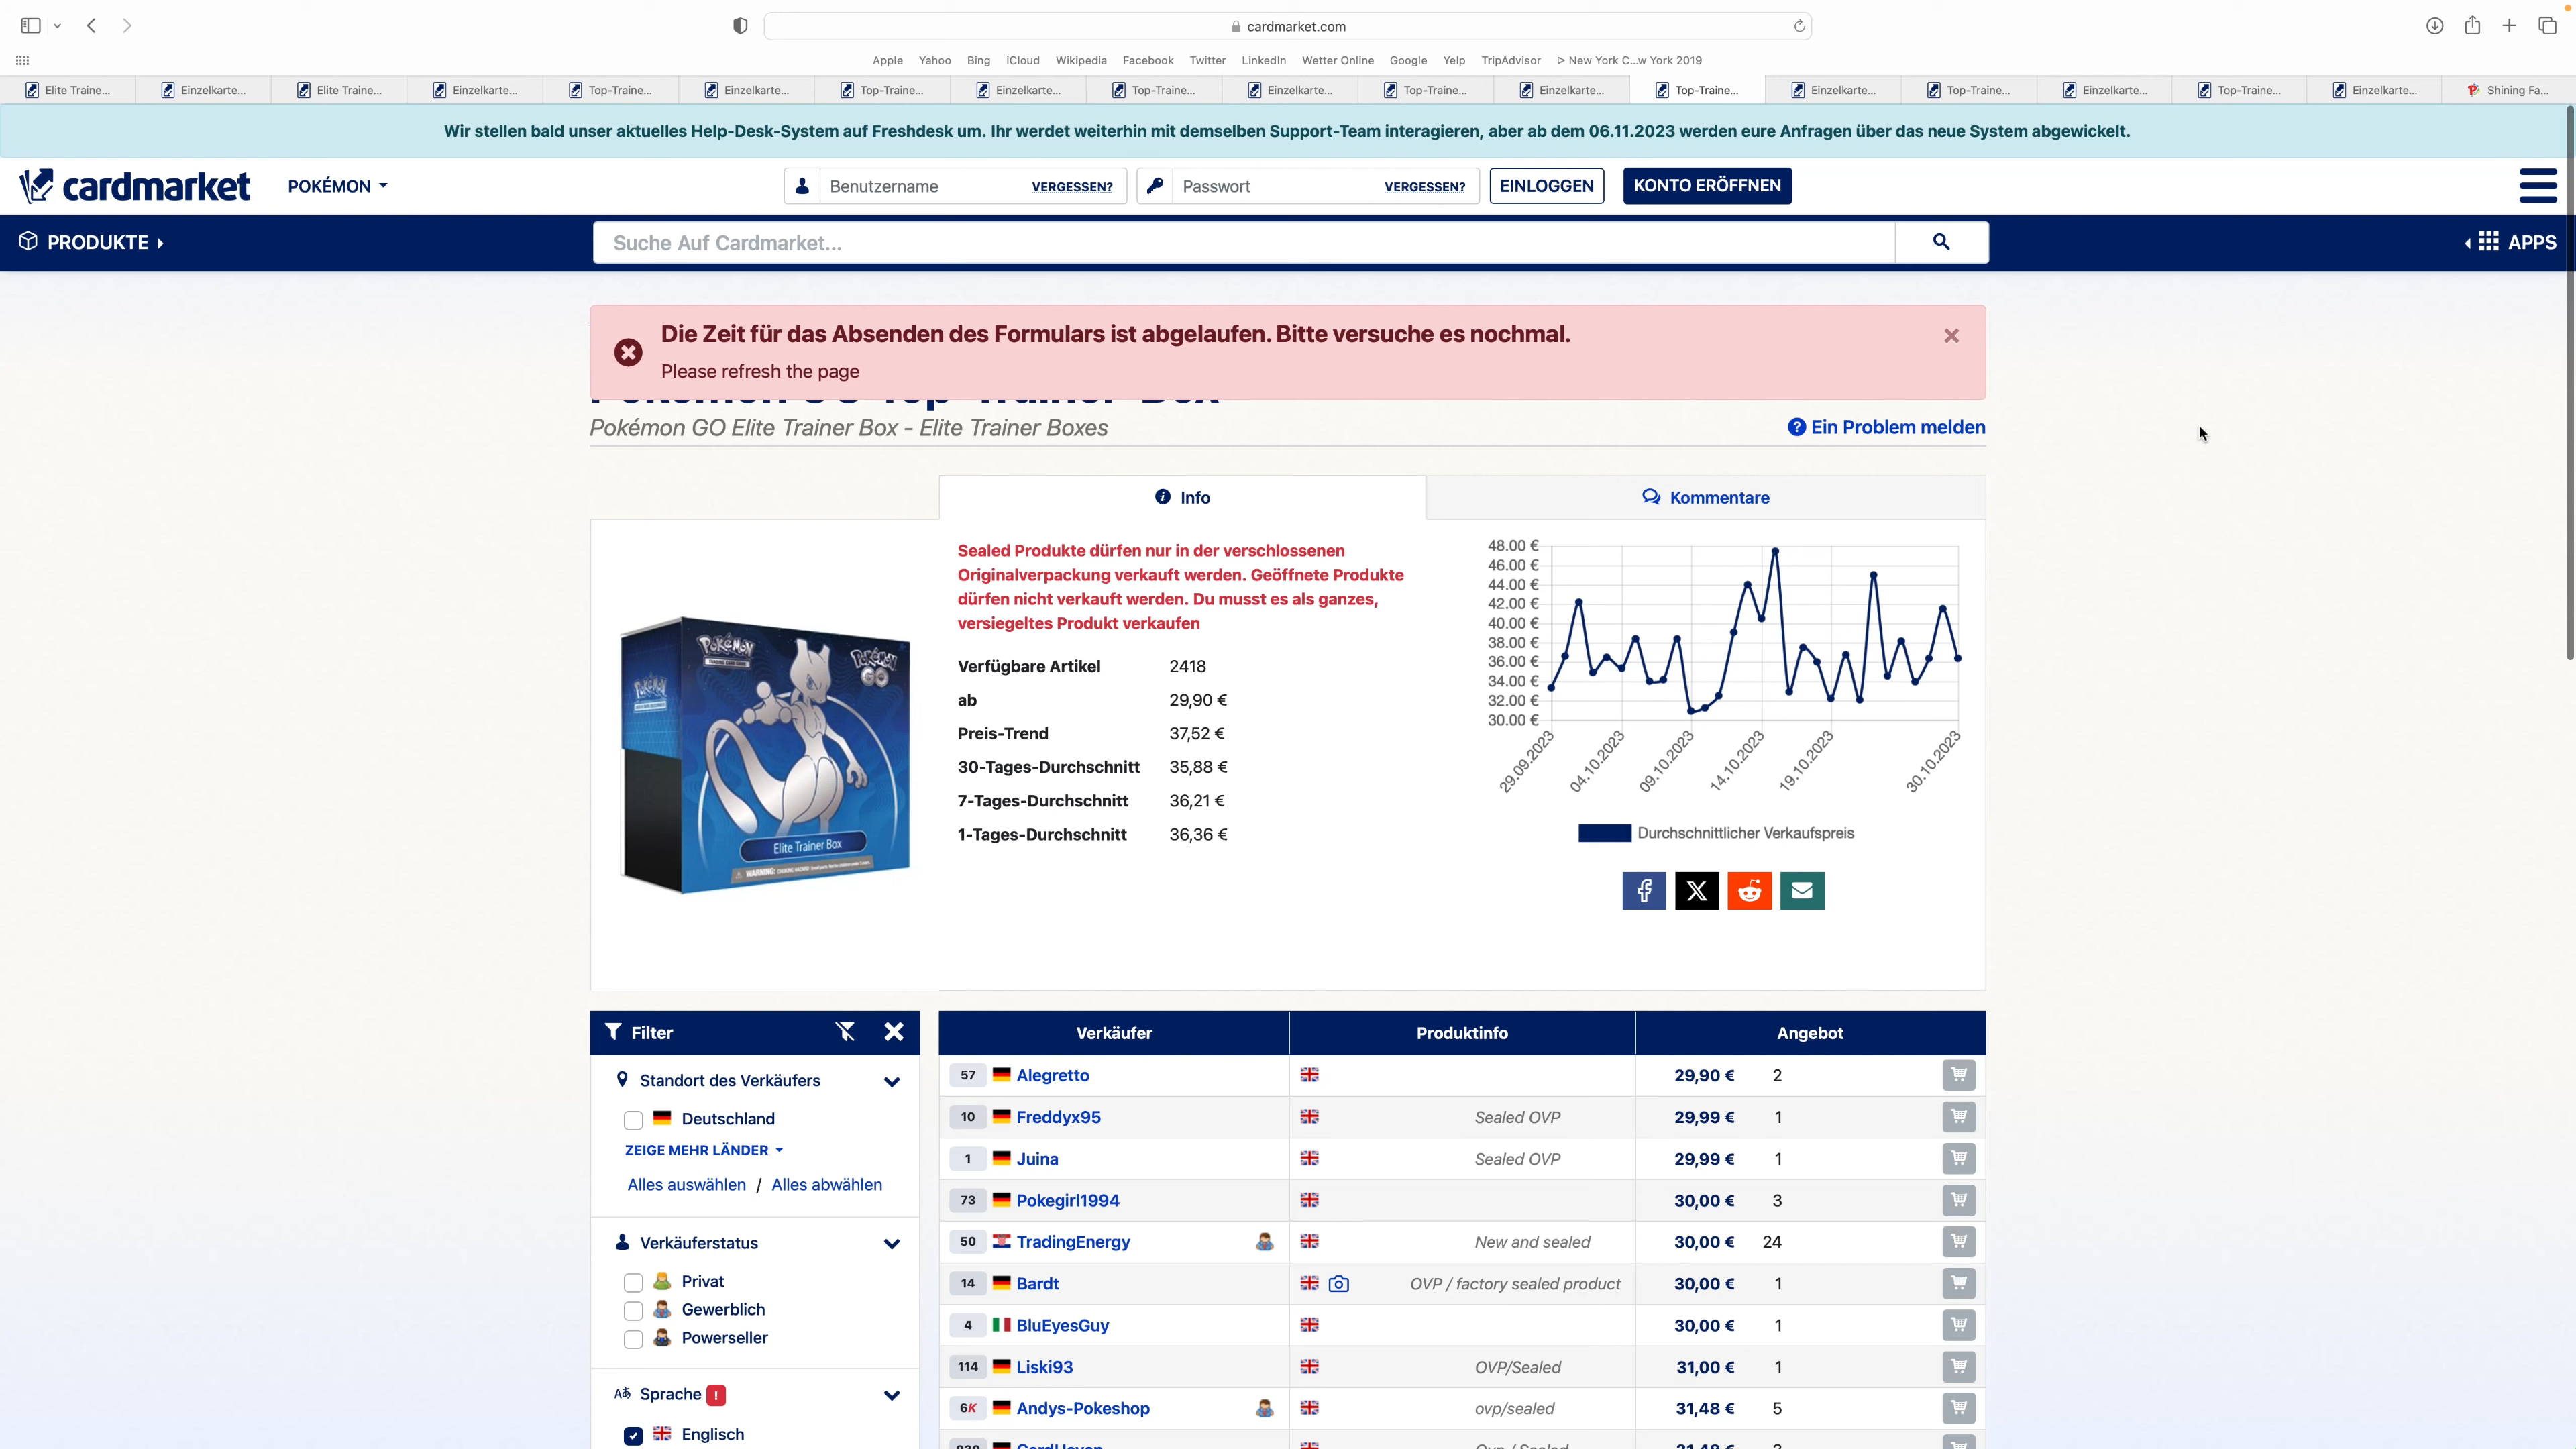 cardmarket.com
Apple Yahoo Bing iCloud Wikipedia Facebook Twitter LinkedIn Wetter Online Google Yelp TripAdvisor ᐅ New York C...w York 2019
Elite Traine... Einzelkarte... Elite Traine... Einzelkarte... Top-Traine... Einzelkarte... Top-Traine... Einzelkarte... Top-Traine... Einzelkarte... Top-Traine... Einzelkarte... Top-Traine... Einzelkarte... Top-Traine... Einzelkarte... Top-Traine... Einzelkarte... Shining Fa...
Wir stellen bald unser aktuelles Help-Desk-System auf Freshdesk um. Ihr werdet weiterhin mit demselben Support-Team interagieren, aber ab dem 06.11.2023 werden eure Anfragen über das neue System abgewickelt.
cardmarket POKÉMON Benutzername VERGESSEN? Passwort VERGESSEN? EINLOGGEN KONTO ERÖFFNEN
PRODUKTE Suche Auf Cardmarket... APPS
Die Zeit für das Absenden des Formulars ist abgelaufen. Bitte versuche es nochmal.
Please refresh the page
Pokémon GO Elite Trainer Box - Elite Trainer Boxes
Ein Problem melden
Info Kommentare
Sealed Produkte dürfen nur in der verschlossenen
Originalverpackung verkauft werden. Geöffnete Produkte
dürfen nicht verkauft werden. Du musst es als ganzes,
versiegeltes Produkt verkaufen
Verfügbare Artikel 2418
ab 29,90 €
Preis-Trend 37,52 €
30-Tages-Durchschnitt 35,88 €
7-Tages-Durchschnitt 36,21 €
1-Tages-Durchschnitt 36,36 €
48.00 €
46.00 €
44.00 €
42.00 €
40.00 €
38.00 €
36.00 €
34.00 €
32.00 €
30.00 €
29.09.2023 04.10.2023 09.10.2023 14.10.2023 19.10.2023 30.10.2023
Durchschnittlicher Verkaufspreis
Pokémon
Pokémon
GO
Pokémon
Elite Trainer Box
WARNING:
Filter
Standort des Verkäufers
Deutschland
ZEIGE MEHR LÄNDER
Alles auswählen / Alles abwählen
Verkäuferstatus
Privat
Gewerblich
Powerseller
Sprache !
Englisch
Verkäufer Produktinfo Angebot
57 Alegretto 29,90 € 2
10 Freddyx95 Sealed OVP 29,99 € 1
1 Juina Sealed OVP 29,99 € 1
73 Pokegirl1994 30,00 € 3
50 TradingEnergy New and sealed 30,00 € 24
14 Bardt OVP / factory sealed product 30,00 € 1
4 BluEyesGuy 30,00 € 1
114 Liski93 OVP/Sealed 31,00 € 1
6K Andys-Pokeshop ovp/sealed 31,48 € 5